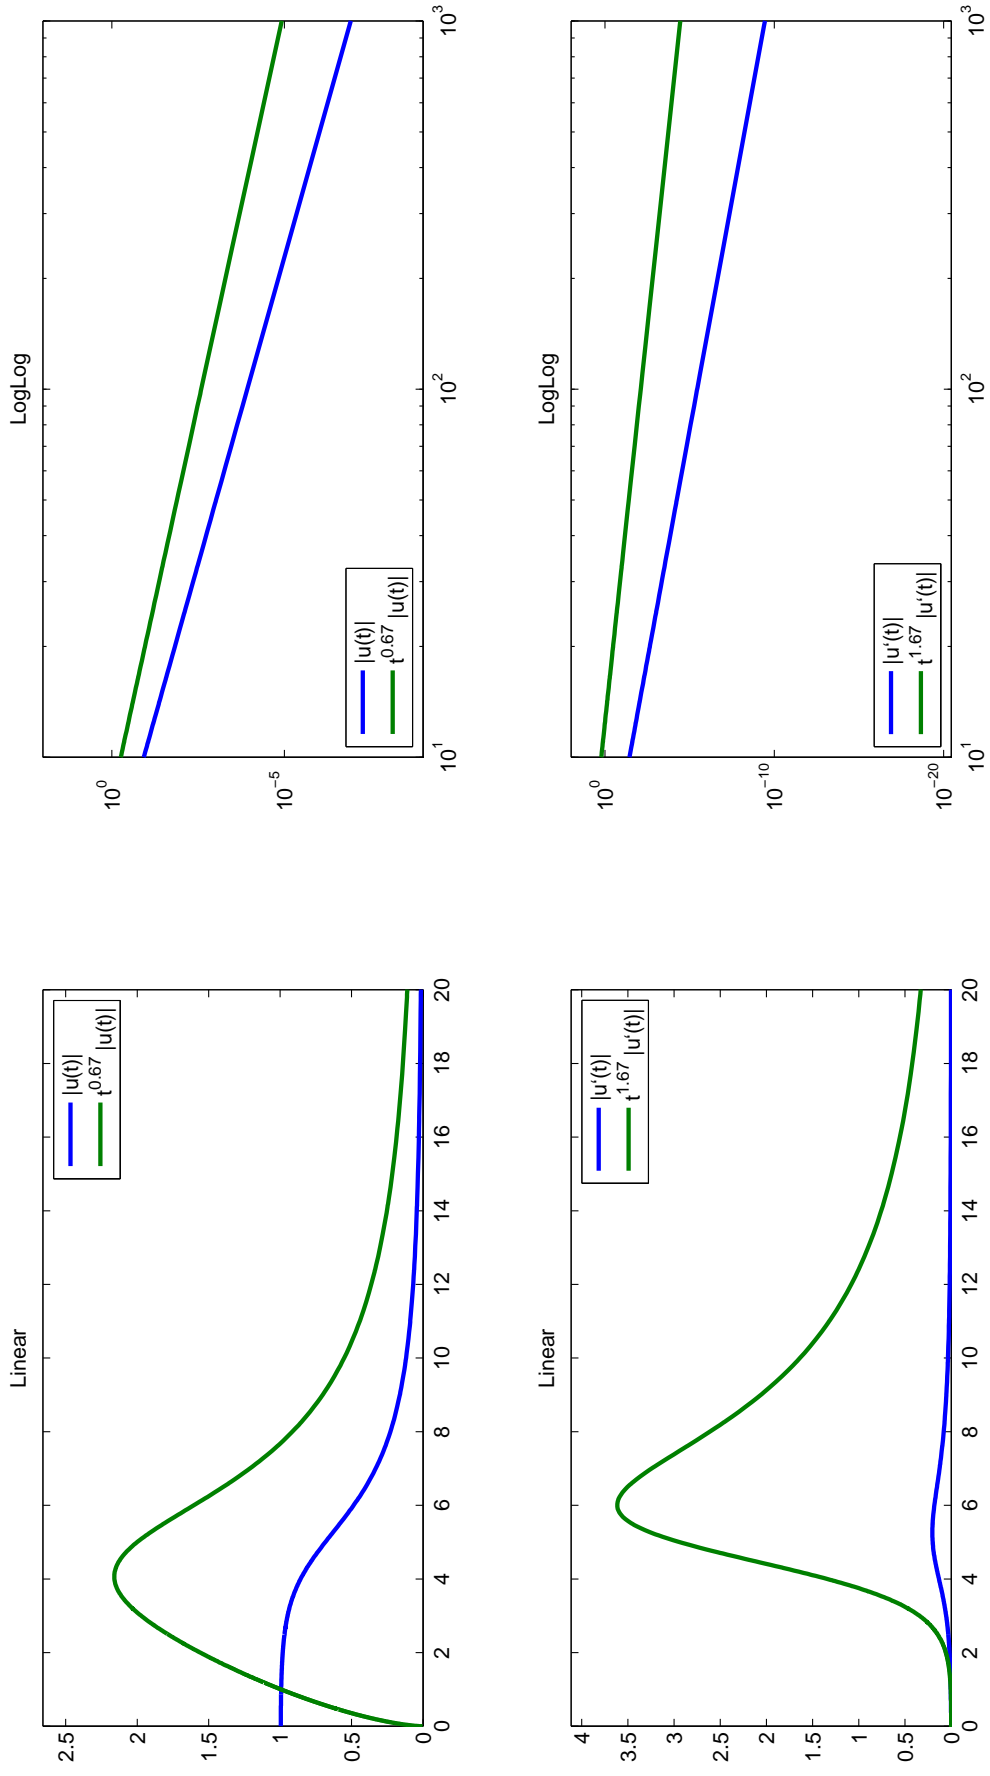 Linear
2.5
2
1.5
1
0.5
0
0 2 4 6 8 10 12 14 16 18 20
|u(t)|
t^0.67 |u(t)|
LogLog
10^0
10^-5
10^1 10^2 10^3
|u(t)|
t^0.67 |u(t)|
Linear
4
3.5
3
2.5
2
1.5
1
0.5
0
0 2 4 6 8 10 12 14 16 18 20
|u‘(t)|
t^1.67 |u‘(t)|
LogLog
10^0
10^-10
10^-20
10^1 10^2 10^3
|u‘(t)|
t^1.67 |u‘(t)|